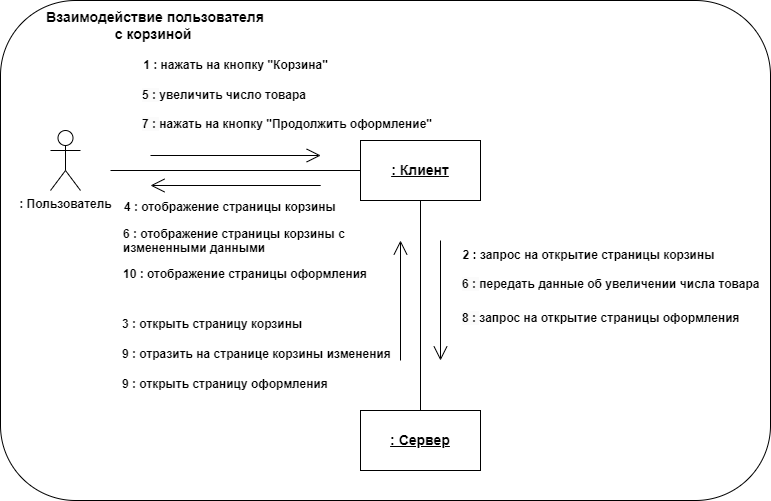 Взаимодействие пользователя
с корзиной
1 : нажать на кнопку "Корзина"
5 : увеличить число товара
7 : нажать на кнопку "Продолжить оформление"
: Клиент
: Пользователь
4 : отображение страницы корзины
6 : отображение страницы корзины с
измененными данными
10 : отображение страницы оформления
2 : запрос на открытие страницы корзины
6 : передать данные об увеличении числа товара
8 : запрос на открытие страницы оформления
3 : открыть страницу корзины
9 : отразить на странице корзины изменения
9 : открыть страницу оформления
: Сервер